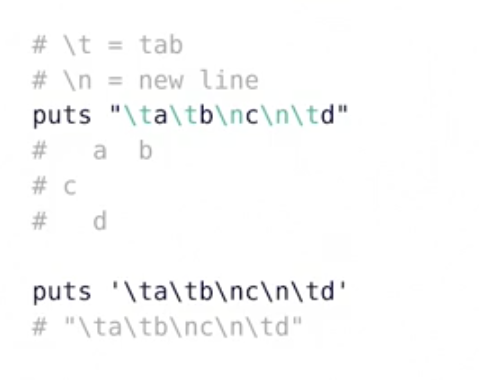 # \t = tab
# \n = new line
puts "\ta\tb\nc\n\td"
#   a  b
# c
#   d
puts '\ta\tb\nc\n\td'
# "\ta\tb\nc\n\td"